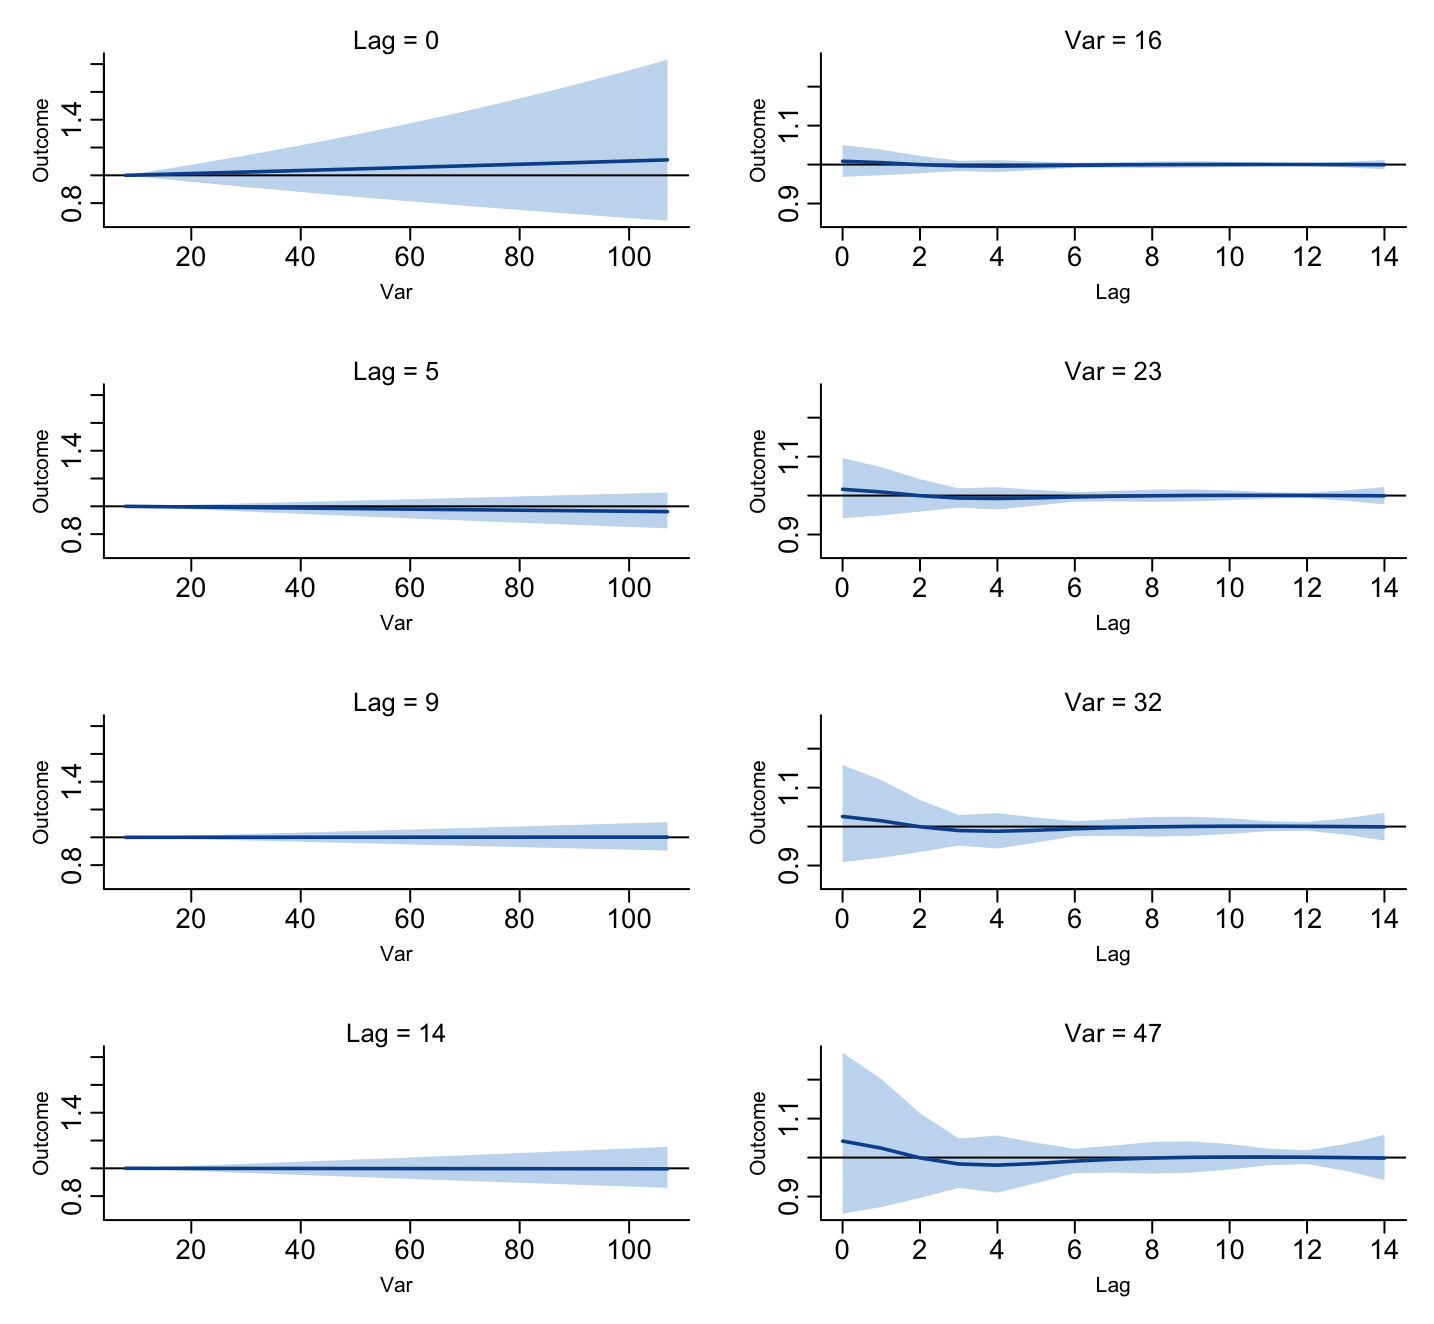 Lag = 0
Outcome
0.8 1.4
20 40 60 80 100
Var
Var = 16
Outcome
0.9 1.1
0 2 4 6 8 10 12 14
Lag
Lag = 5
Outcome
0.8 1.4
20 40 60 80 100
Var
Var = 23
Outcome
0.9 1.1
0 2 4 6 8 10 12 14
Lag
Lag = 9
Outcome
0.8 1.4
20 40 60 80 100
Var
Var = 32
Outcome
0.9 1.1
0 2 4 6 8 10 12 14
Lag
Lag = 14
Outcome
0.8 1.4
20 40 60 80 100
Var
Var = 47
Outcome
0.9 1.1
0 2 4 6 8 10 12 14
Lag